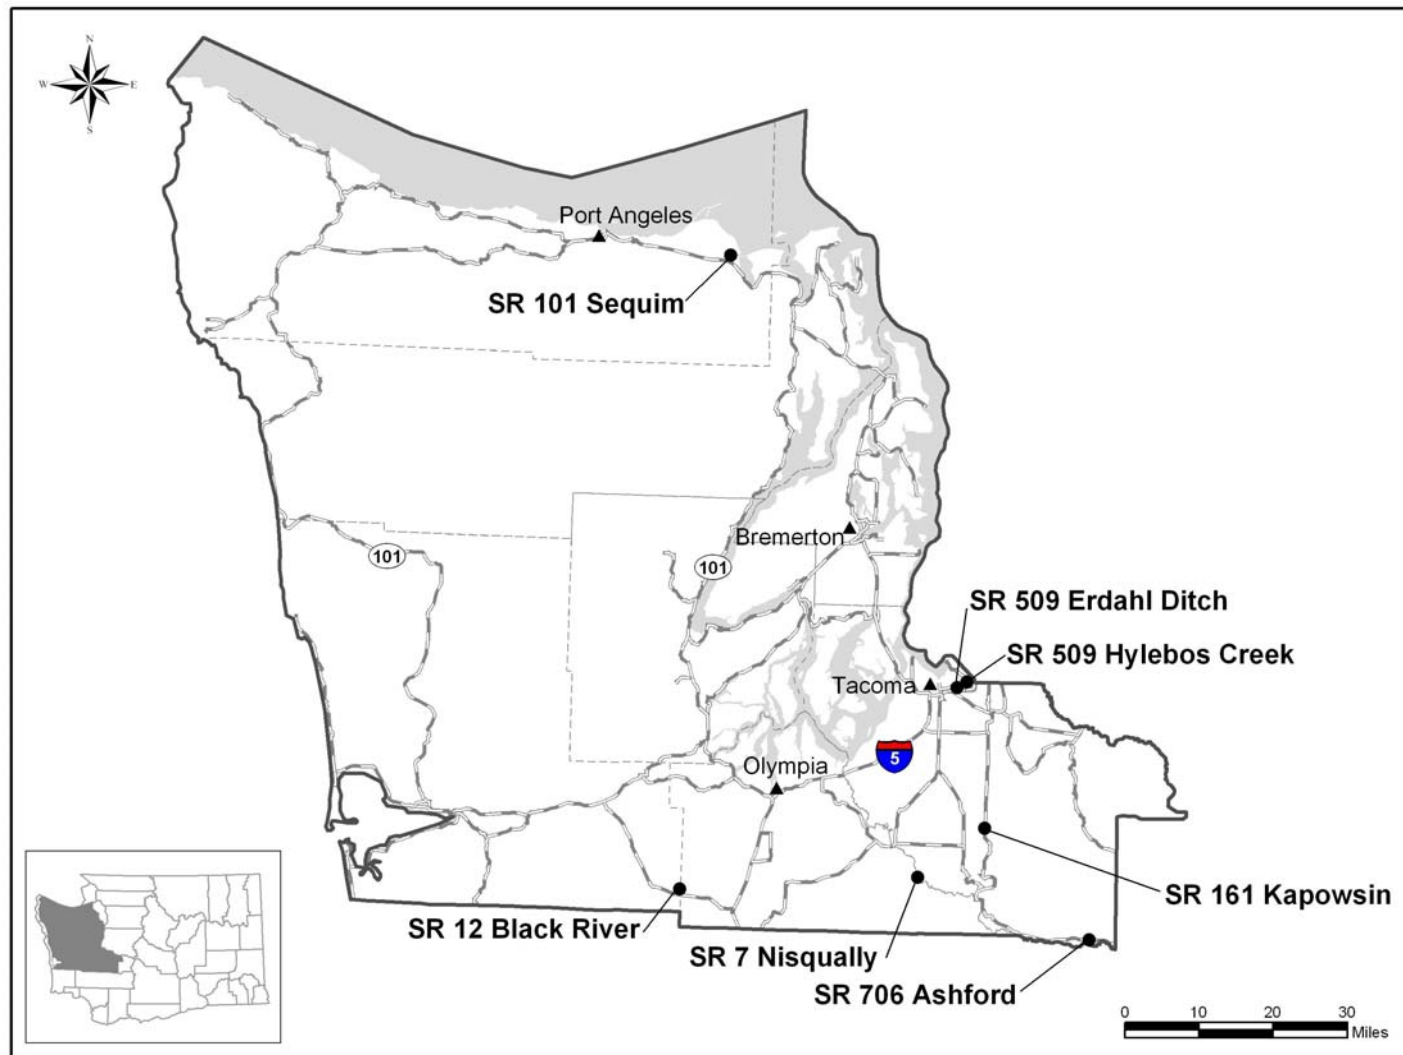 N
W E
S
Port Angeles
SR 101 Sequim
Bremerton
101
101
SR 509 Erdahl Ditch
SR 509 Hylebos Creek
Tacoma
5
Olympia
SR 161 Kapowsin
SR 12 Black River
SR 7 Nisqually
SR 706 Ashford
0 10 20 30
Miles